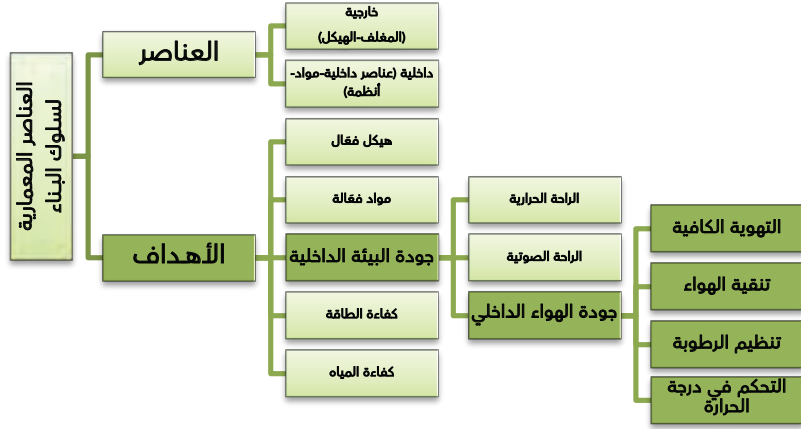 العناصر المعمارية
لسلوك البناء
العناصر
خارجية
(المغلف-الهيكل)
داخلية (عناصر داخلية-مواد-
أنظمة)
الأهداف
هيكل فعّال
مواد فعّالة
جودة البيئة الداخلية
الراحة الحرارية
الراحة الصوتية
جودة الهواء الداخلي
التهوية الكافية
تنقية الهواء
تنظيم الرطوبة
التحكم في درجة
الحرارة
كفاءة الطاقة
كفاءة المياه